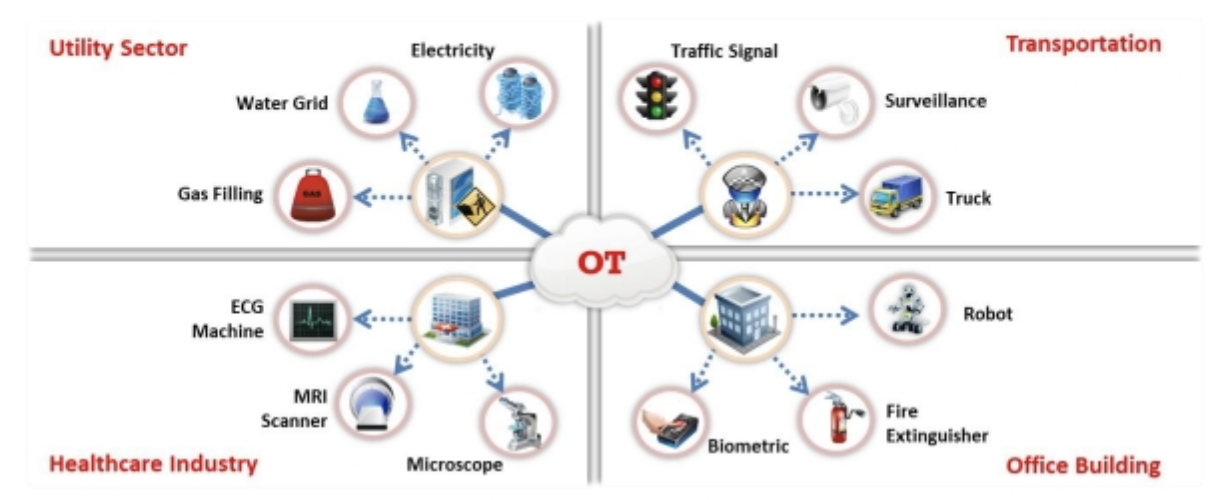 Utility Sector
Electricity
Water Grid
Gas Filling
GAS
Traffic Signal
Transportation
Surveillance
Truck
OT
ECG
Machine
MRI
Scanner
Microscope
Healthcare Industry
Robot
Biometric
Fire
Extinguisher
Office Building